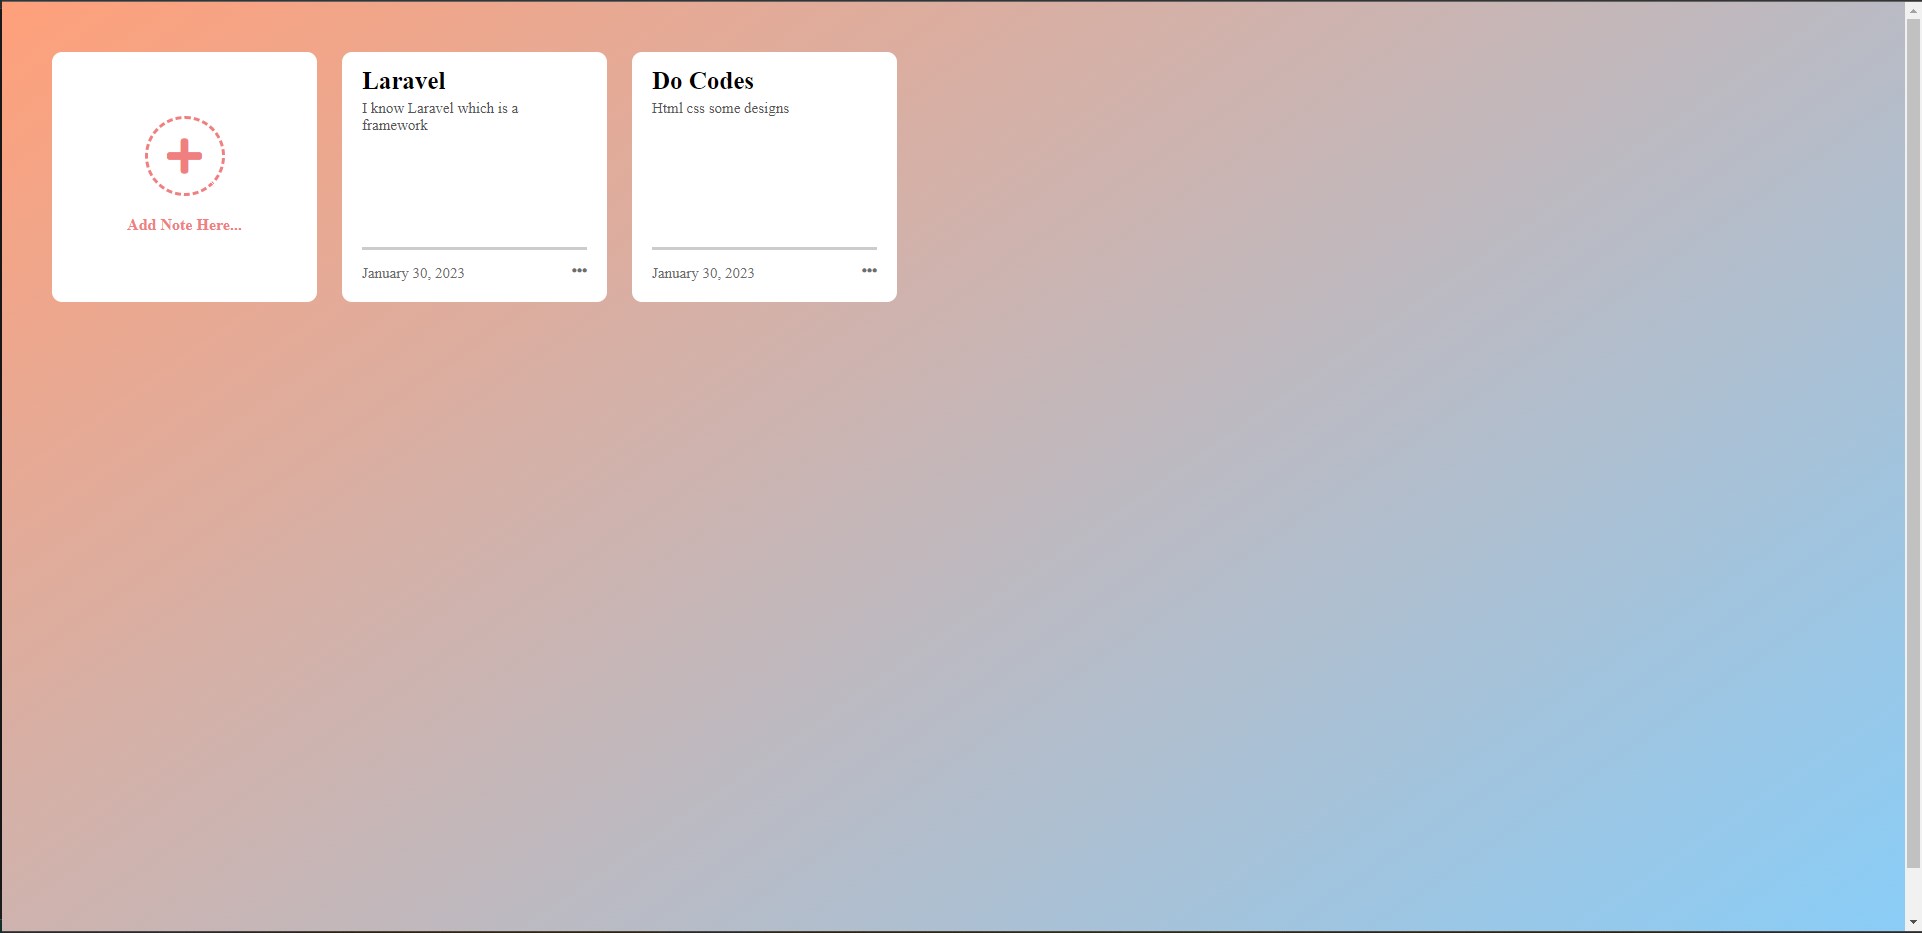 Add Note Here...
Laravel
I know Laravel which is a
framework
January 30, 2023
Do Codes
Html css some designs
January 30, 2023